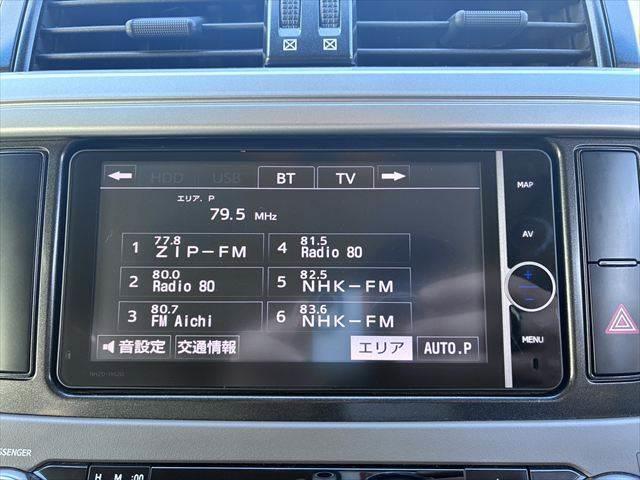 HDD USB BT TV
エリア. P
79.5 MHz
1 77.8 ZIP-FM
4 81.5 Radio 80
2 80.0 Radio 80
5 82.5 NHK-FM
3 80.7 FM Aichi
6 83.6 NHK-FM
音設定 交通情報 エリア AUTO.P
MAP
AV
+
-
MENU
SSENGER
H M :00